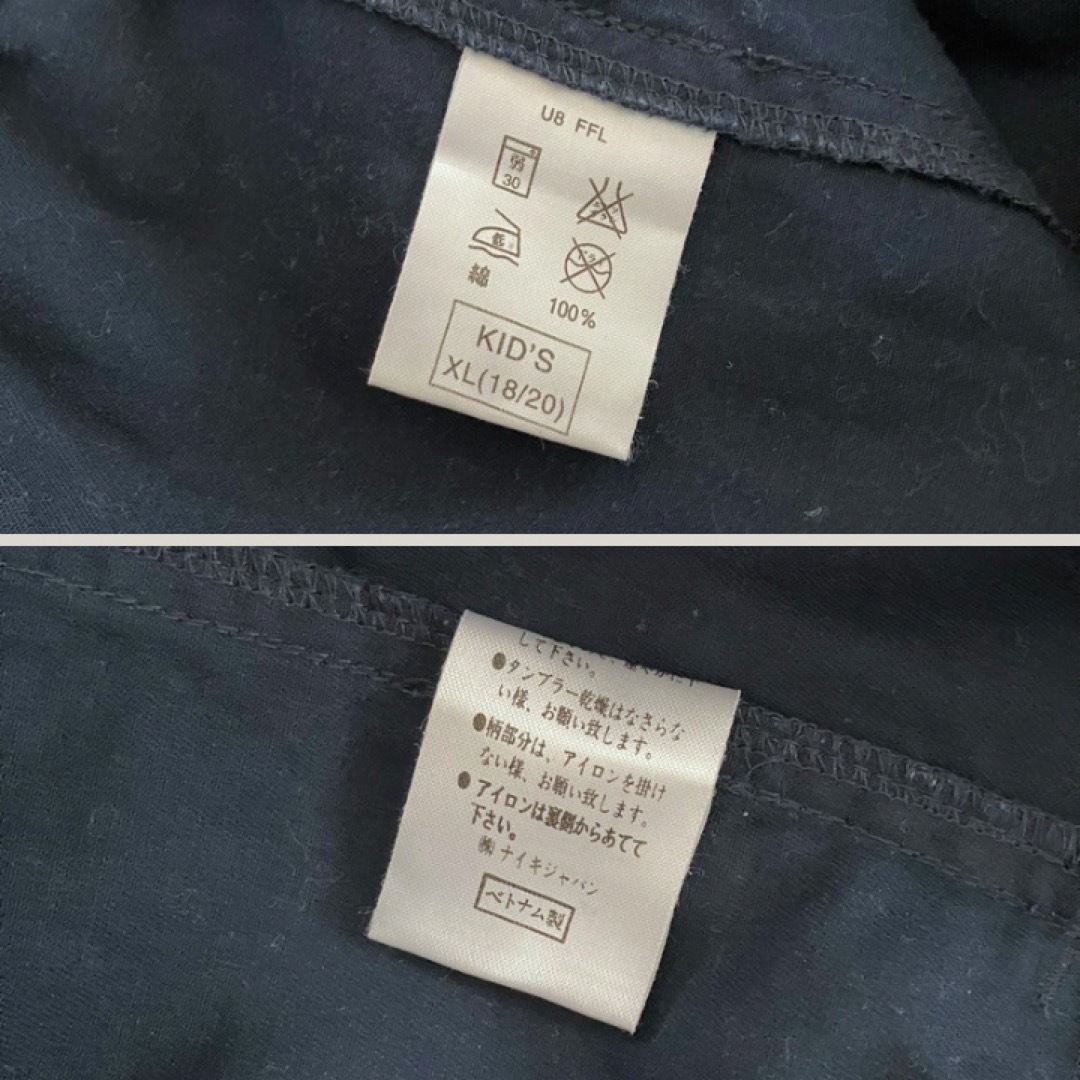 U8 FFL
弱
30
低
ドライ
綿
100%
KID'S
XL(18/20)
して下さい。
●タンブラー乾燥はなさらな
い様、お願い致します。
●柄部分は、アイロンを掛け
ない様、お願い致します。
●アイロンは裏側からあてて
下さい。
㈱ナイキジャパン
ベトナム製